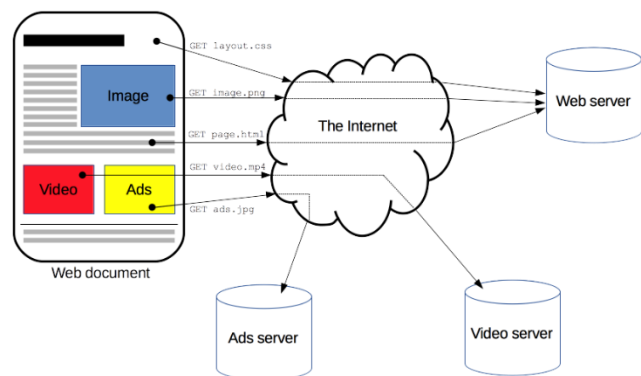 GET layout.css
Image
GET image.png
The Internet
Web server
GET page.html
GET video.mp4
Video
Ads
GET ads.jpg
Web document
Ads server
Video server